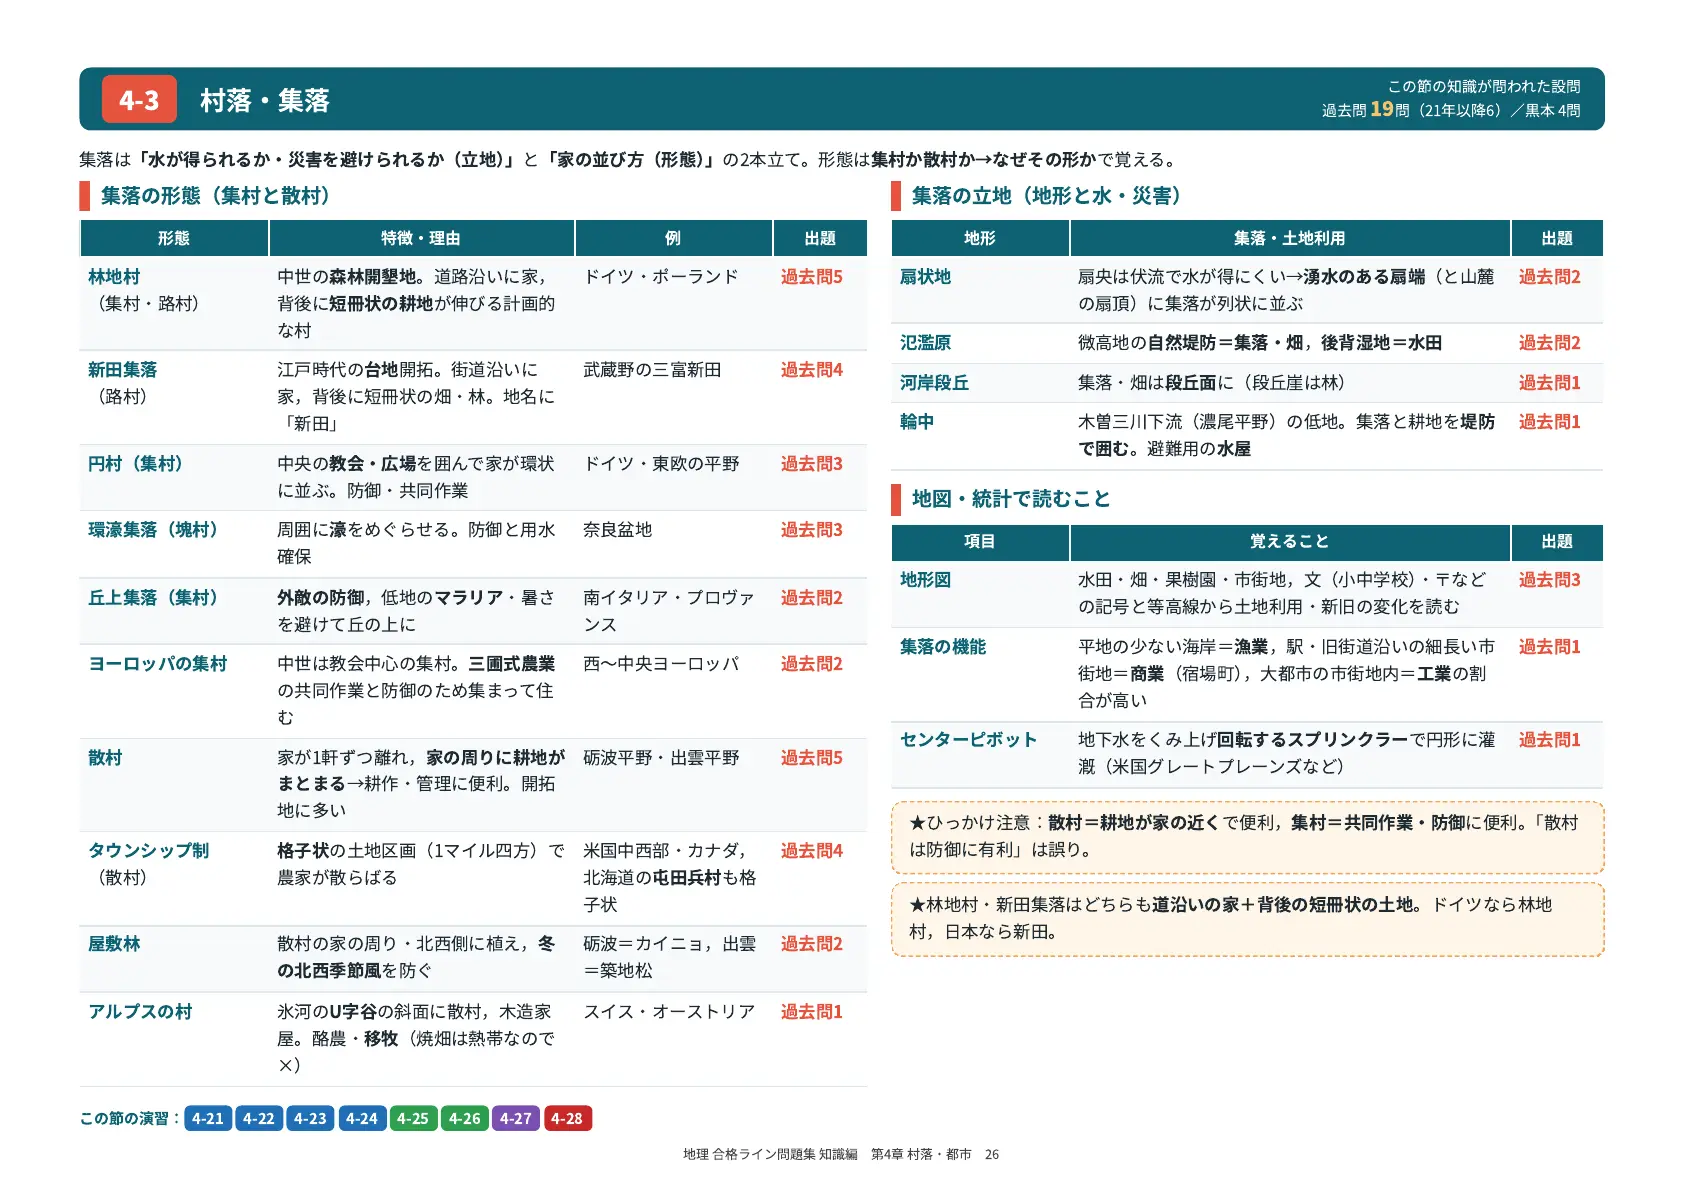 4-3 村落・集落
この節の知識が問われた設問
過去問 19問（21年以降6）／黒本 4問
集落は「水が得られるか・災害を避けられるか（立地）」と「家の並び方（形態）」の2本立て。形態は集村か散村か→なぜその形かで覚える。
集落の形態（集村と散村）
形態 特徴・理由 例 出題
林地村 中世の森林開墾地。道路沿いに家， ドイツ・ポーランド 過去問5
（集村・路村） 背後に短冊状の耕地が伸びる計画的
な村
新田集落 江戸時代の台地開拓。街道沿いに 武蔵野の三富新田 過去問4
（路村） 家，背後に短冊状の畑・林。地名に
「新田」
円村（集村） 中央の教会・広場を囲んで家が環状 ドイツ・東欧の平野 過去問3
に並ぶ。防御・共同作業
環濠集落（塊村） 周囲に濠をめぐらせる。防御と用水 奈良盆地 過去問3
確保
丘上集落（集村） 外敵の防御，低地のマラリア・暑さ 南イタリア・プロヴァ 過去問2
を避けて丘の上に ンス
ヨーロッパの集村 中世は教会中心の集村。三圃式農業 西〜中央ヨーロッパ 過去問2
の共同作業と防御のため集まって住
む
散村 家が1軒ずつ離れ，家の周りに耕地が 砺波平野・出雲平野 過去問5
まとまる→耕作・管理に便利。開拓
地に多い
タウンシップ制 格子状の土地区画（1マイル四方）で 米国中西部・カナダ， 過去問4
（散村） 農家が散らばる 北海道の屯田兵村も格
子状
屋敷林 散村の家の周り・北西側に植え，冬 砺波＝カイニョ，出雲 過去問2
の北西季節風を防ぐ ＝築地松
アルプスの村 氷河のU字谷の斜面に散村，木造家 スイス・オーストリア 過去問1
屋。酪農・移牧（焼畑は熱帯なので
×）
集落の立地（地形と水・災害）
地形 集落・土地利用 出題
扇状地 扇央は伏流で水が得にくい→湧水のある扇端（と山麓 過去問2
の扇頂）に集落が列状に並ぶ
氾濫原 微高地の自然堤防＝集落・畑，後背湿地＝水田 過去問2
河岸段丘 集落・畑は段丘面に（段丘崖は林） 過去問1
輪中 木曽三川下流（濃尾平野）の低地。集落と耕地を堤防 過去問1
で囲む。避難用の水屋
地図・統計で読むこと
項目 覚えること 出題
地形図 水田・畑・果樹園・市街地，文（小中学校）・〒など 過去問3
の記号と等高線から土地利用・新旧の変化を読む
集落の機能 平地の少ない海岸＝漁業，駅・旧街道沿いの細長い市 過去問1
街地＝商業（宿場町），大都市の市街地内＝工業の割
合が高い
センターピボット 地下水をくみ上げ回転するスプリンクラーで円形に灌 過去問1
漑（米国グレートプレーンズなど）
★ひっかけ注意：散村＝耕地が家の近くで便利，集村＝共同作業・防御に便利。「散村
は防御に有利」は誤り。
★林地村・新田集落はどちらも道沿いの家＋背後の短冊状の土地。ドイツなら林地
村，日本なら新田。
この節の演習： 4-21 4-22 4-23 4-24 4-25 4-26 4-27 4-28
地理 合格ライン問題集 知識編 第4章 村落・都市 26